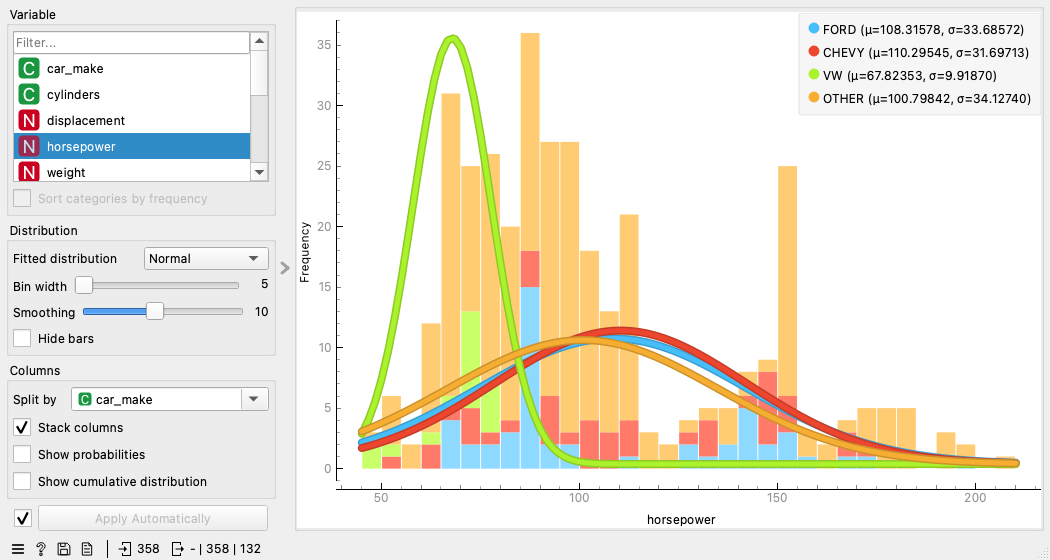 Variable
Filter...
C car_make
C cylinders
N displacement
N horsepower
N weight
Sort categories by frequency
Distribution
Fitted distribution Normal
Bin width 5
Smoothing 10
Hide bars
Columns
Split by C car_make
Stack columns
Show probabilities
Show cumulative distribution
Apply Automatically
? 358 - | 358 | 132
FORD (μ=108.31578, σ=33.68572)
CHEVY (μ=110.29545, σ=31.69713)
VW (μ=67.82353, σ=9.91870)
OTHER (μ=100.79842, σ=34.12740)
Frequency
35
30
25
20
15
10
5
0
50 100 150 200
horsepower